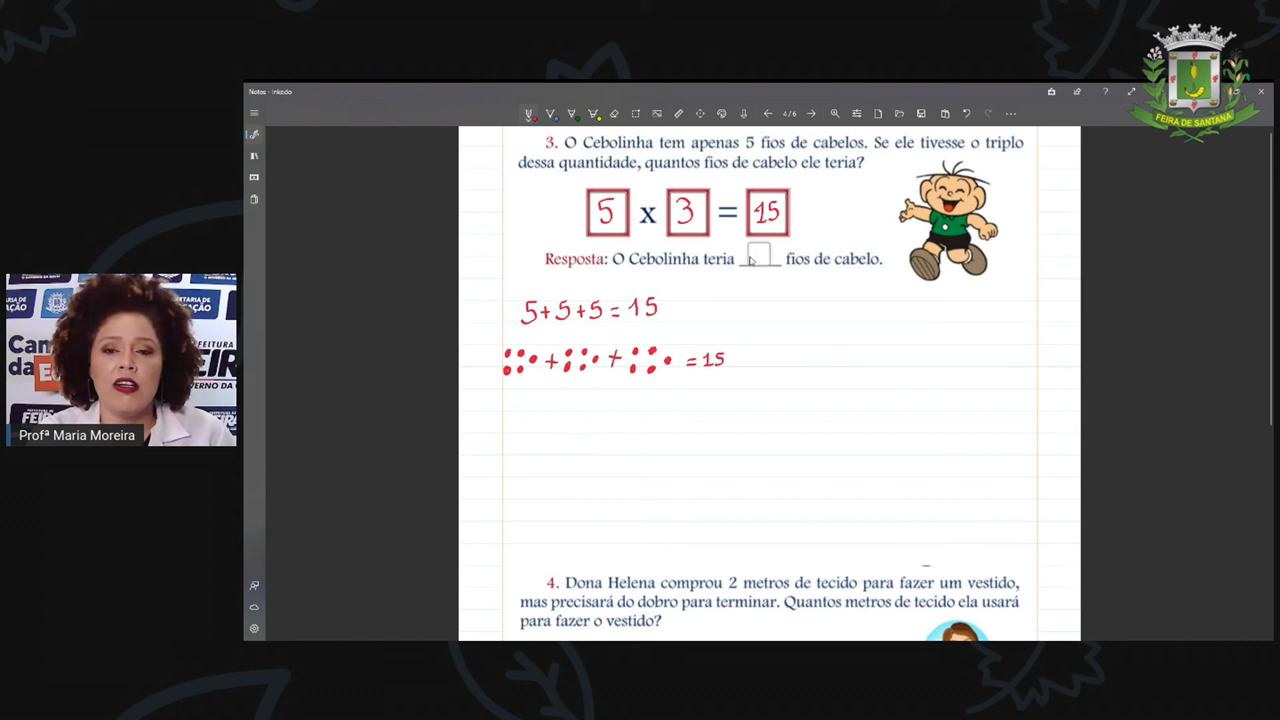 FEIRA DE SANTANA
Notes - Inkodo
4/6
3. O Cebolinha tem apenas 5 fios de cabelos. Se ele tivesse o triplo
dessa quantidade, quantos fios de cabelo ele teria?
5 x 3 = 15
Resposta: O Cebolinha teria ____ fios de cabelo.
5+5+5=15
+ + = 15
4. Dona Helena comprou 2 metros de tecido para fazer um vestido,
mas precisará do dobro para terminar. Quantos metros de tecido ela usará
para fazer o vestido?
Profª Maria Moreira